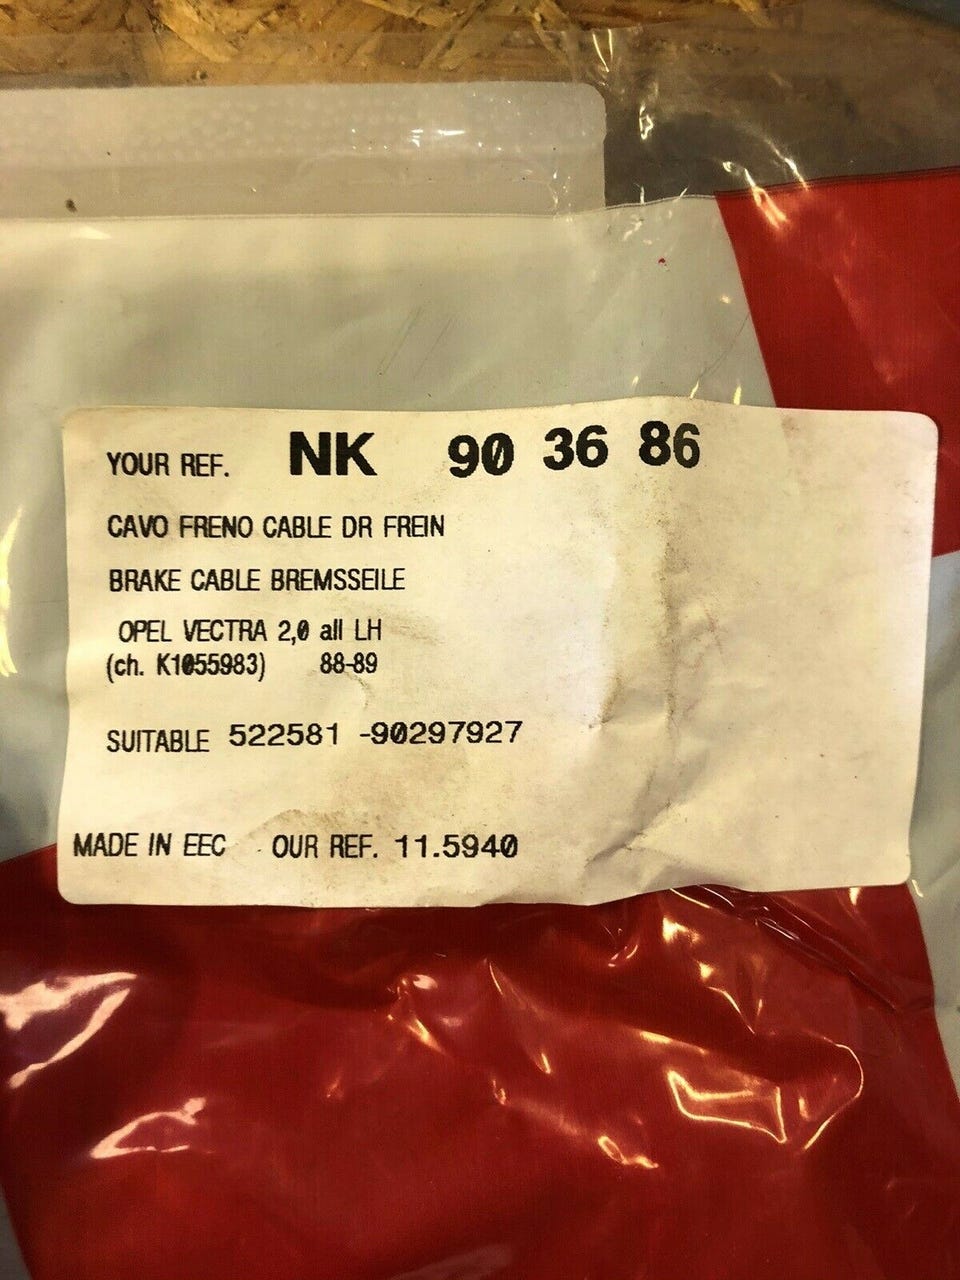 YOUR REF. NK 90 36 86
CAVO FRENO CABLE DR FREIN
BRAKE CABLE BREMSSEILE
OPEL VECTRA 2,0 all LH
(ch. K1055983) 88-89
SUITABLE 522581 -90297927
MADE IN EEC OUR REF. 11.5940